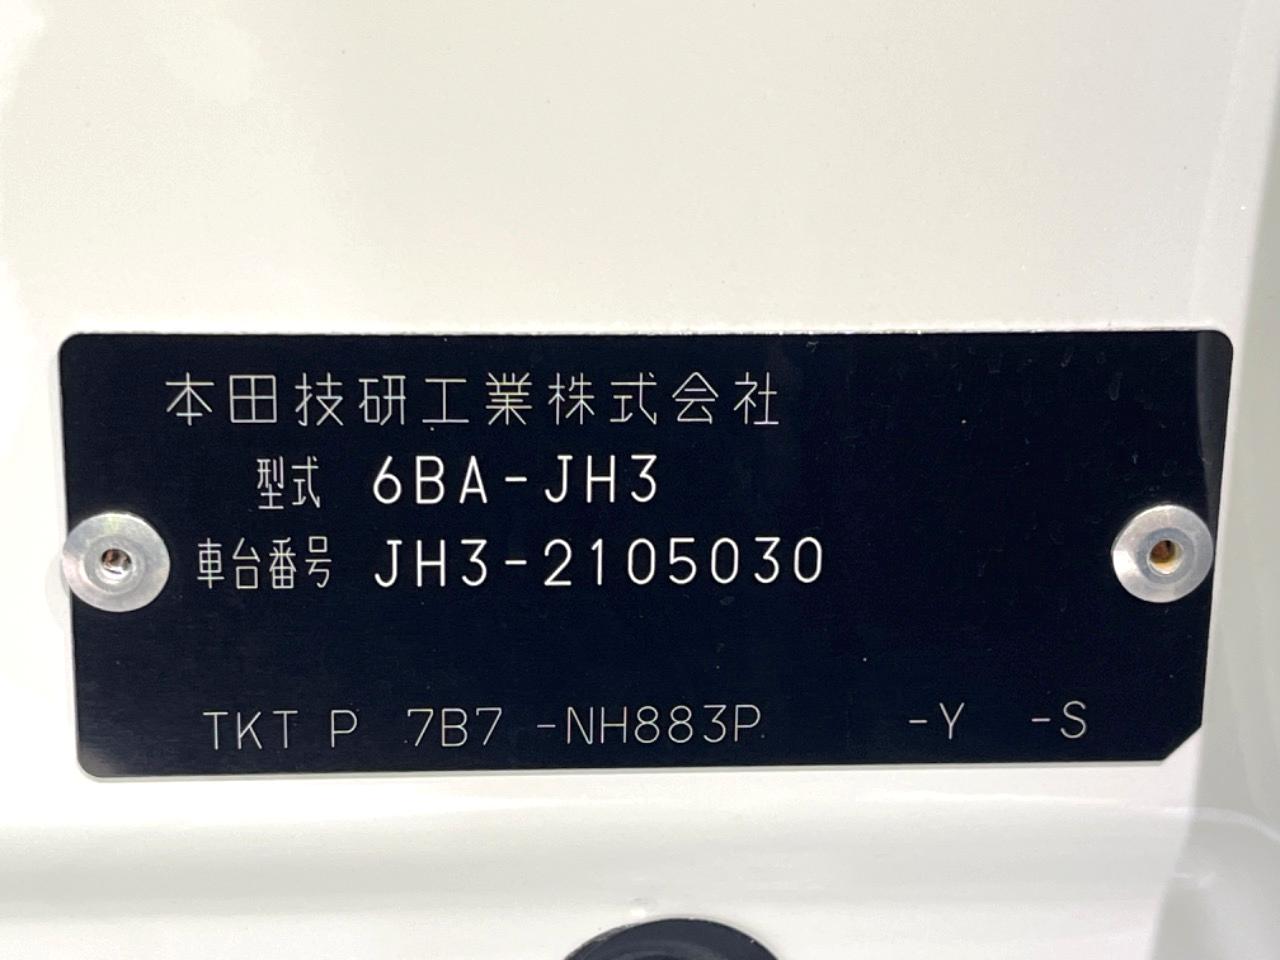 本田技研工業株式会社
型式 6BA-JH3
車台番号 JH3-2105030
TKT P 7B7 -NH883P -Y -S